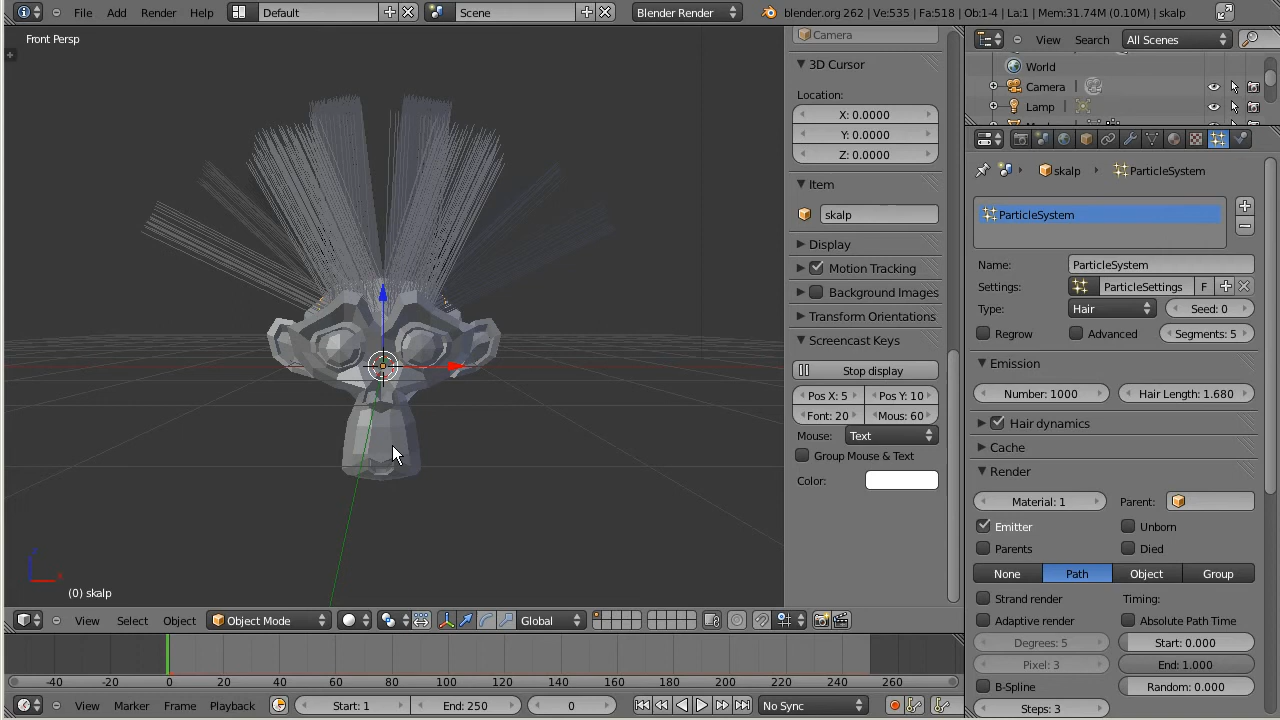 File Add Render Help Default Scene Blender Render blender.org 262 | Ve:535 | Fa:518 | Ob:1-4 | La:1 | Mem:31.74M (0.10M) | skalp
Front Persp
(0) skalp
View Select Object Object Mode Global
-40 -20 0 20 40 60 80 100 120 140 160 180 200 220 240 260
View Marker Frame Playback Start: 1 End: 250 0 No Sync
Camera
3D Cursor
Location:
X: 0.0000
Y: 0.0000
Z: 0.0000
Item
skalp
Display
Motion Tracking
Background Images
Transform Orientations
Screencast Keys
Stop display
Pos X: 5 Pos Y: 10
Font: 20 Mous: 60
Mouse: Text
Group Mouse & Text
Color:
View Search All Scenes
World
Camera
Lamp
skalp ParticleSystem
ParticleSystem
Name: ParticleSystem
Settings: ParticleSettings F
Type: Hair Seed: 0
Regrow Advanced Segments: 5
Emission
Number: 1000 Hair Length: 1.680
Hair dynamics
Cache
Render
Material: 1 Parent:
Emitter Unborn
Parents Died
None Path Object Group
Strand render Timing:
Adaptive render Absolute Path Time
Degrees: 5 Start: 0.000
Pixel: 3 End: 1.000
B-Spline Random: 0.000
Steps: 3